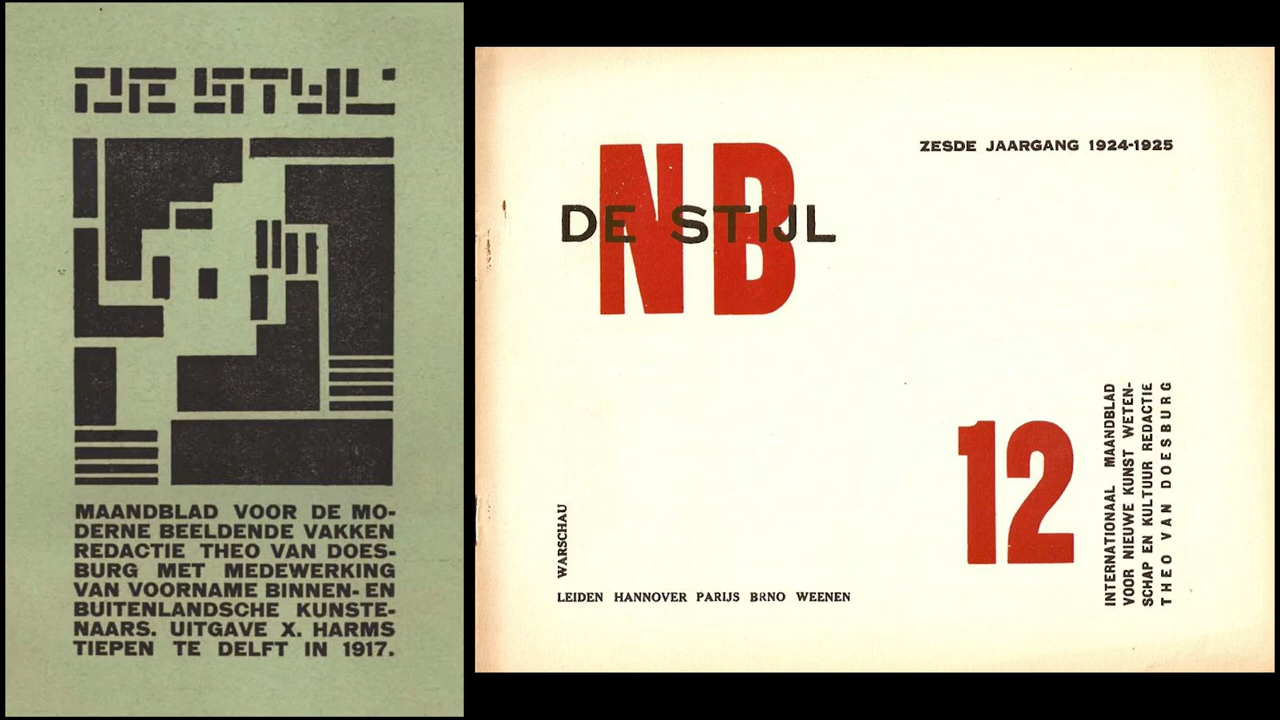 DE STYL
MAANDBLAD VOOR DE MO-
DERNE BEELDENDE VAKKEN
REDACTIE THEO VAN DOES-
BURG MET MEDEWERKING
VAN VOORNAME BINNEN- EN
BUITENLANDSCHE KUNSTE-
NAARS. UITGAVE X. HARMS
TIEPEN TE DELFT IN 1917.
ZESDE JAARGANG 1924-1925
NB
DE STIJL
12
INTERNATIONAAL MAANDBLAD
VOOR NIEUWE KUNST WETEN-
SCHAP EN KULTUUR REDACTIE
THEO VAN DOESBURG
WARSCHAU
LEIDEN HANNOVER PARIJS BRNO WEENEN